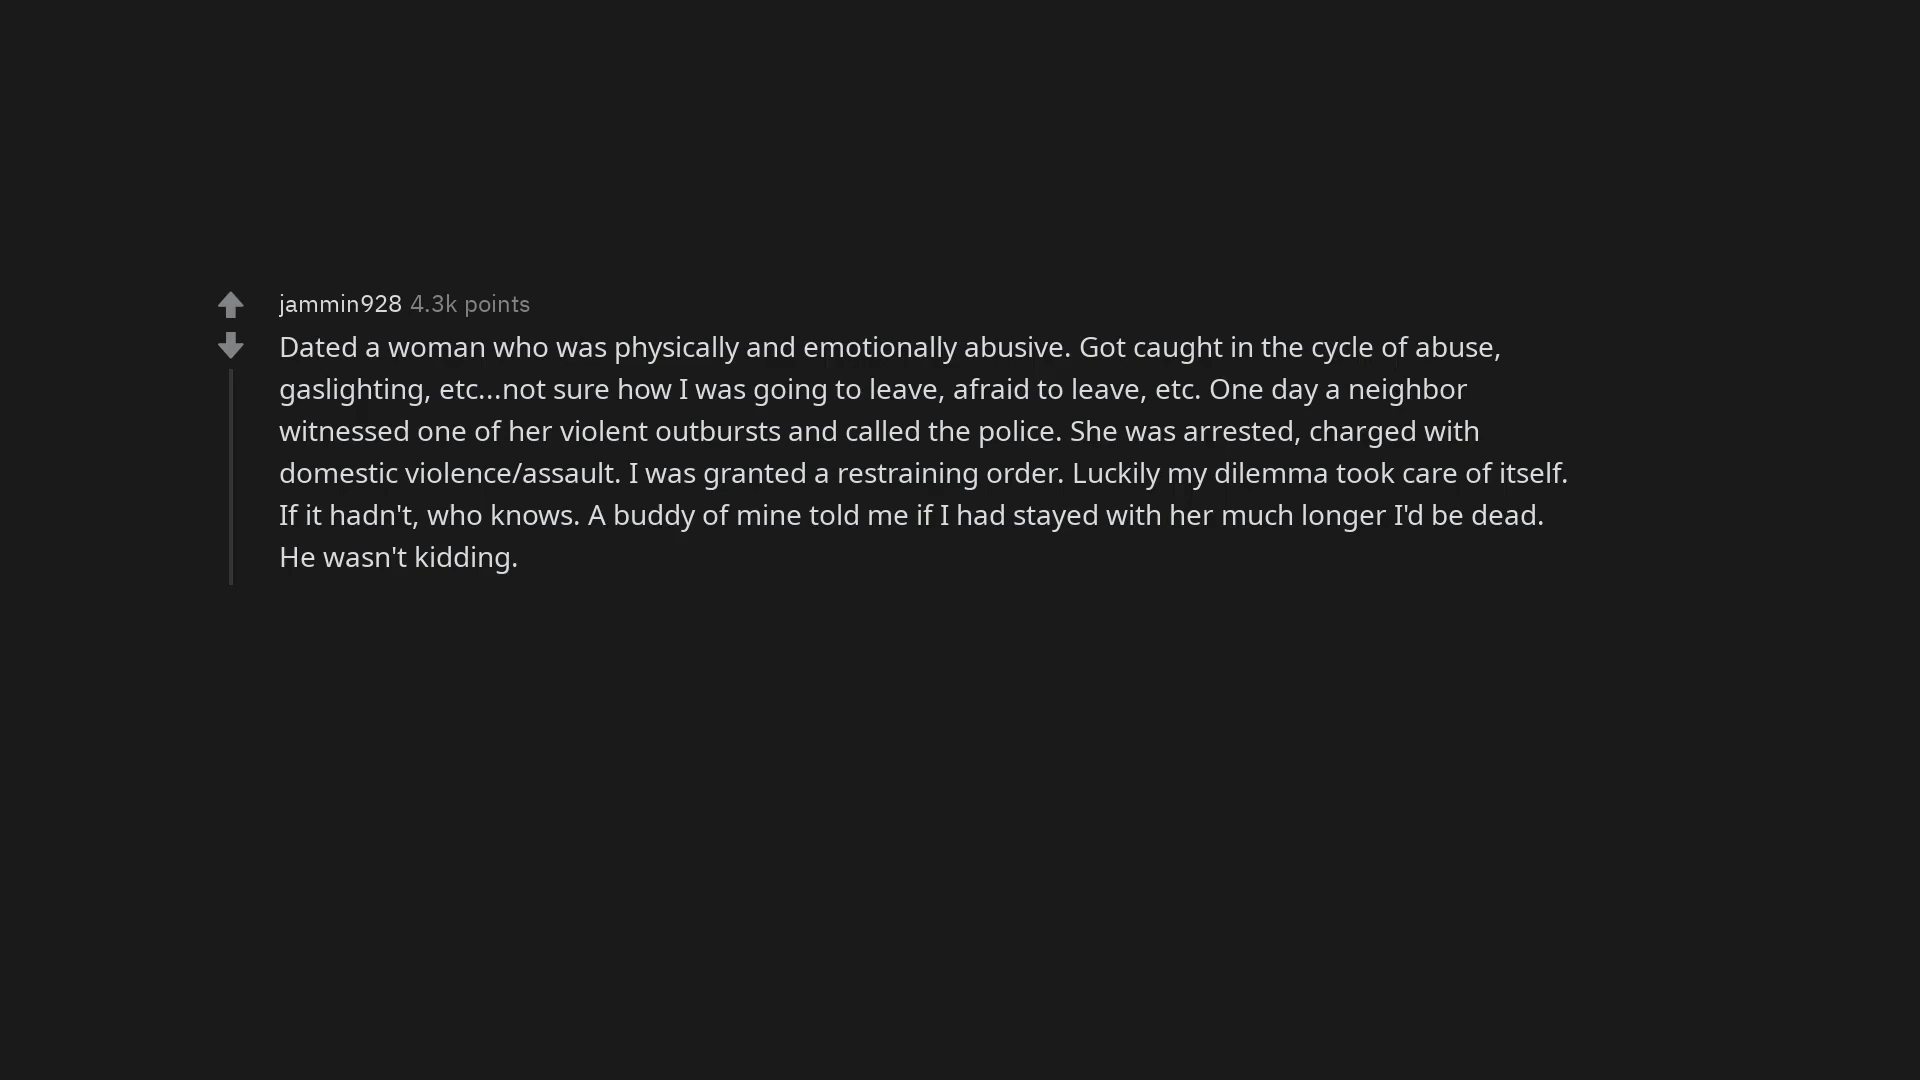 jammin928 4.3k points
Dated a woman who was physically and emotionally abusive. Got caught in the cycle of abuse,
gaslighting, etc...not sure how I was going to leave, afraid to leave, etc. One day a neighbor
witnessed one of her violent outbursts and called the police. She was arrested, charged with
domestic violence/assault. I was granted a restraining order. Luckily my dilemma took care of itself.
If it hadn't, who knows. A buddy of mine told me if I had stayed with her much longer I'd be dead.
He wasn't kidding.